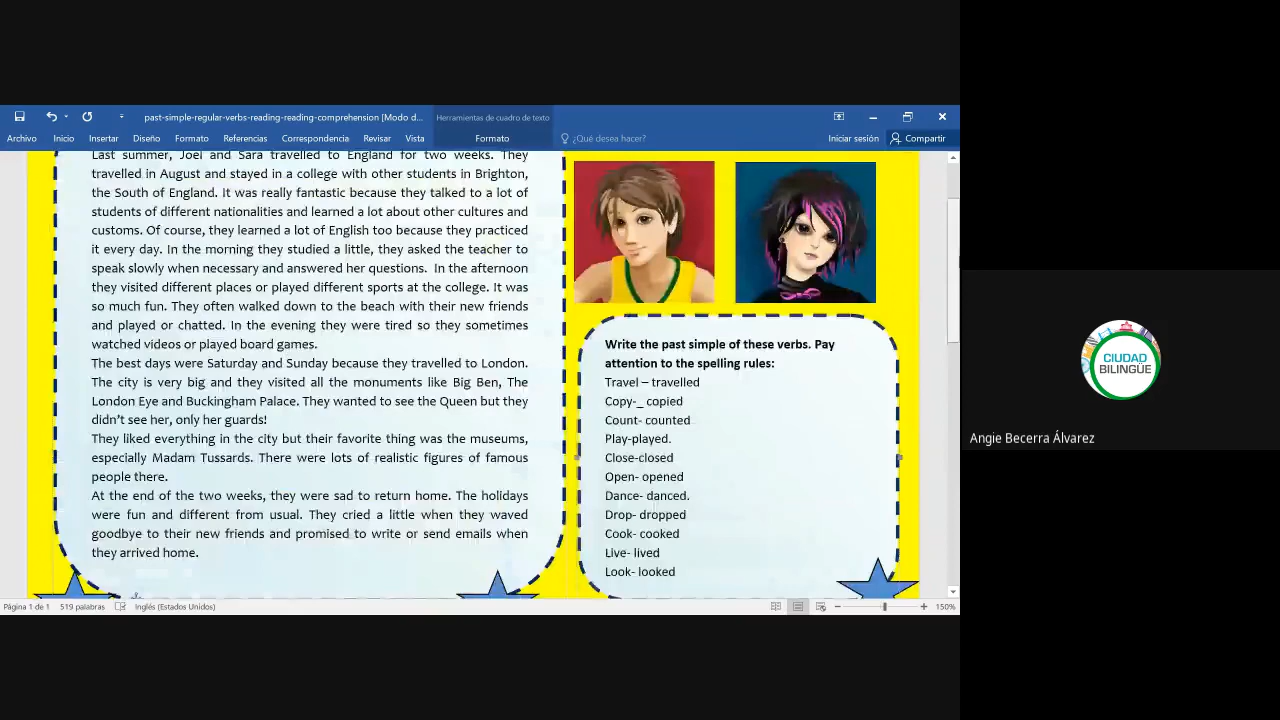 past-simple-regular-verbs-reading-reading-comprehension [Modo d...
Herramientas de cuadro de texto
Archivo Inicio Insertar Diseño Formato Referencias Correspondencia Revisar Vista Formato ¿Qué desea hacer? Iniciar sesión Compartir
Last summer, Joel and Sara travelled to England for two weeks. They
travelled in August and stayed in a college with other students in Brighton,
the South of England. It was really fantastic because they talked to a lot of
students of different nationalities and learned a lot about other cultures and
customs. Of course, they learned a lot of English too because they practiced
it every day. In the morning they studied a little, they asked the teacher to
speak slowly when necessary and answered her questions. In the afternoon
they visited different places or played different sports at the college. It was
so much fun. They often walked down to the beach with their new friends
and played or chatted. In the evening they were tired so they sometimes
watched videos or played board games.
The best days were Saturday and Sunday because they travelled to London.
The city is very big and they visited all the monuments like Big Ben, The
London Eye and Buckingham Palace. They wanted to see the Queen but they
didn't see her, only her guards!
They liked everything in the city but their favorite thing was the museums,
especially Madam Tussards. There were lots of realistic figures of famous
people there.
At the end of the two weeks, they were sad to return home. The holidays
were fun and different from usual. They cried a little when they waved
goodbye to their new friends and promised to write or send emails when
they arrived home.
Write the past simple of these verbs. Pay
attention to the spelling rules:
Travel – travelled
Copy-_ copied
Count- counted
Play-played.
Close-closed
Open- opened
Dance- danced.
Drop- dropped
Cook- cooked
Live- lived
Look- looked
Página 1 de 1 519 palabras Inglés (Estados Unidos) 150%
CIUDAD
BILINGÜE
Angie Becerra Álvarez